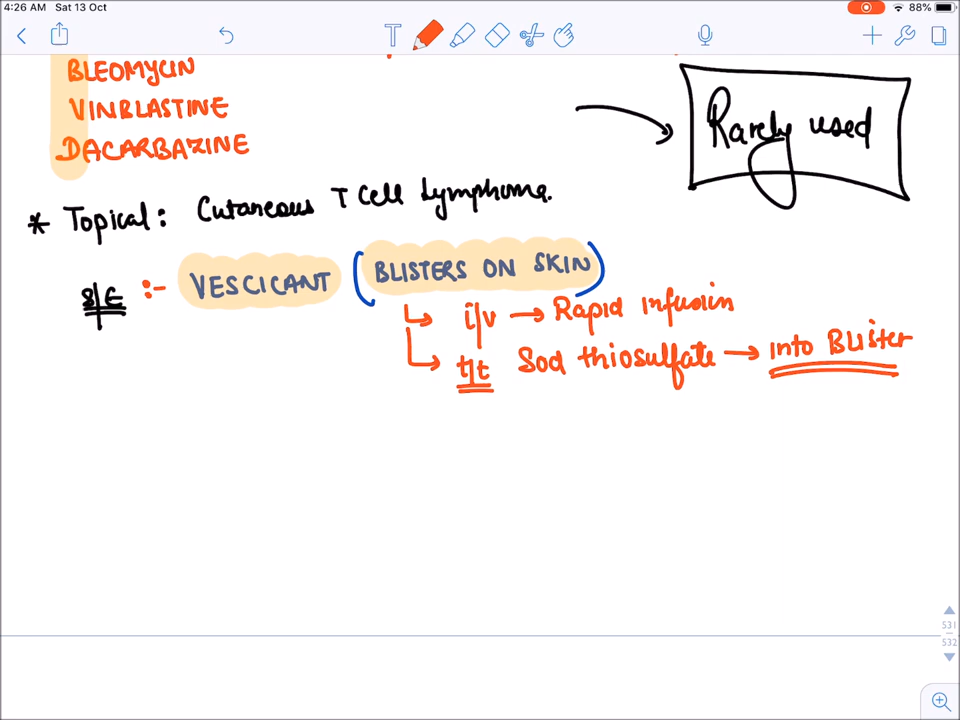 4:26 AM Sat 13 Oct 88%
BLEOMYCIN
VINBLASTINE
DACARBAZINE
Rarely used
* Topical: Cutaneous T Cell Lymphoma.
S/E :- VESCICANT (BLISTERS ON SKIN)
i/v → Rapid infusion
t/t Sod thiosulfate → into Blister
531
532